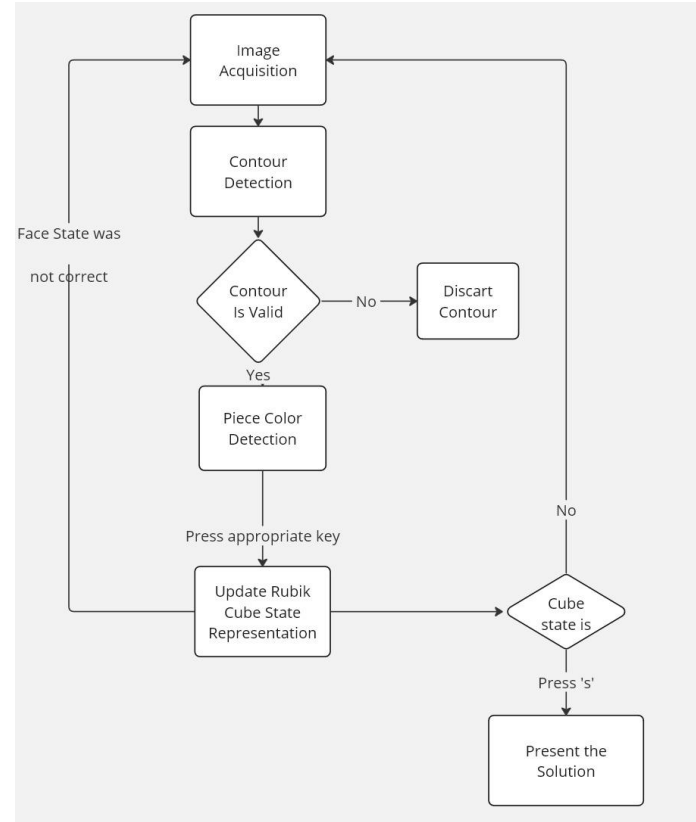 Image
Acquisition
Contour
Detection
Face State was
not correct
Contour
Is Valid
No
Discart
Contour
Yes
Piece Color
Detection
Press appropriate key
Update Rubik
Cube State
Representation
No
Cube
state is
Press 's'
Present the
Solution